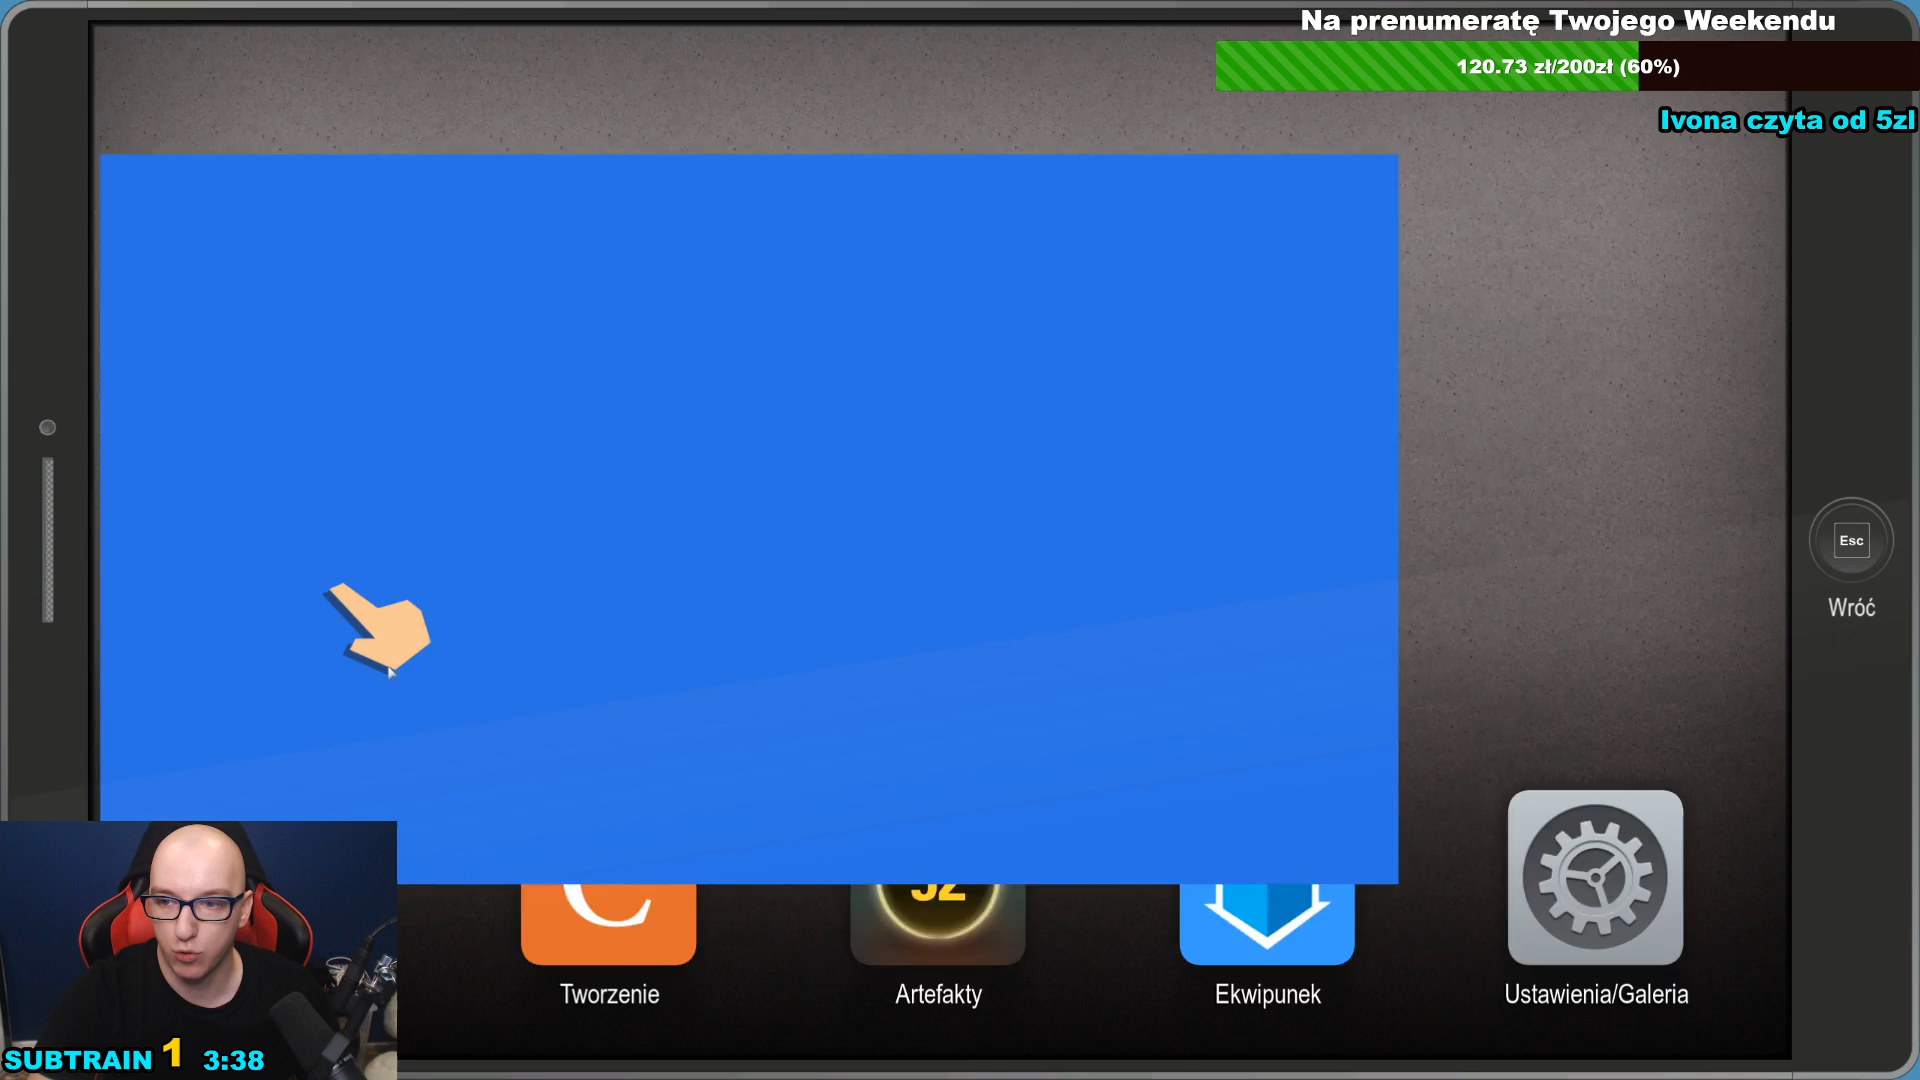 Na prenumeratę Twojego Weekendu
120.73 zł/200zł (60%)
Ivona czyta od 5zl
Esc
Wróć
C
Tworzenie
Artefakty
Ekwipunek
Ustawienia/Galeria
SUBTRAIN 1 3:38